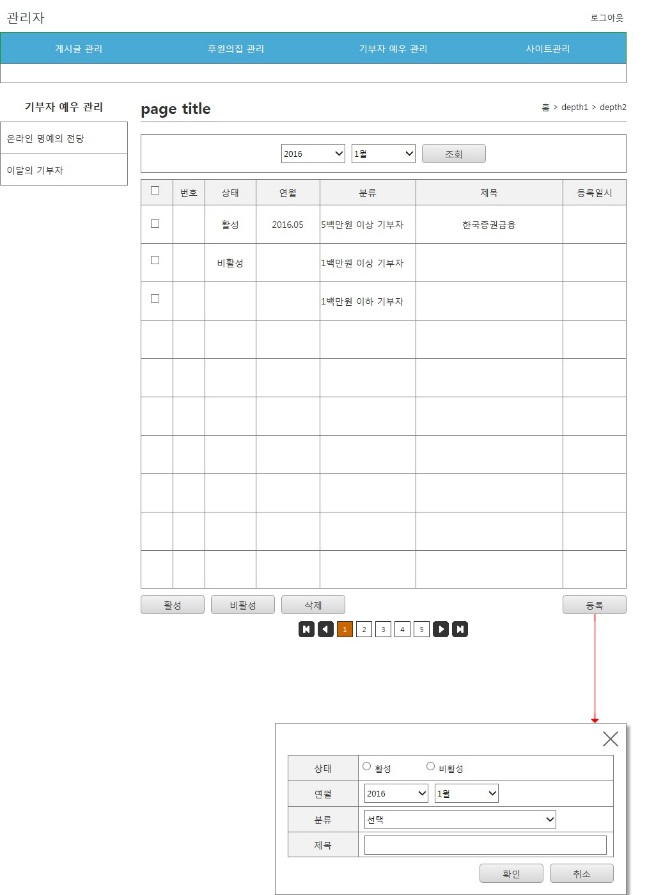 관리자
로그아웃
게시글 관리 후원의집 관리 기부자 예우 관리 사이트관리
기부자 예우 관리
온라인 명예의 전당
이달의 기부자
page title
홈 > depth1 > depth2
2016 1월 조회
번호 상태 연월 분류 제목 등록일시
활성 2016.05 5백만원 이상 기부자 한국증권금융
비활성 1백만원 이상 기부자
1백만원 이하 기부자
활성 비활성 삭제 등록
1 2 3 4 5
상태 활성 비활성
연월 2016 1월
분류 선택
제목
확인 취소